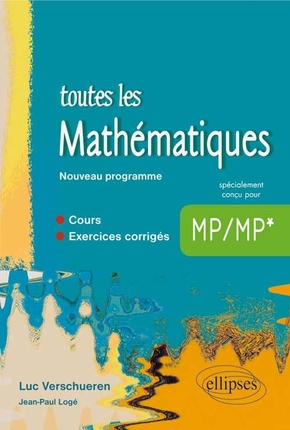 toutes les
Mathématiques
Nouveau programme
spécialement
conçu pour
Cours
Exercices corrigés
MP/MP*
Luc Verschueren
Jean-Paul Logé
ellipses